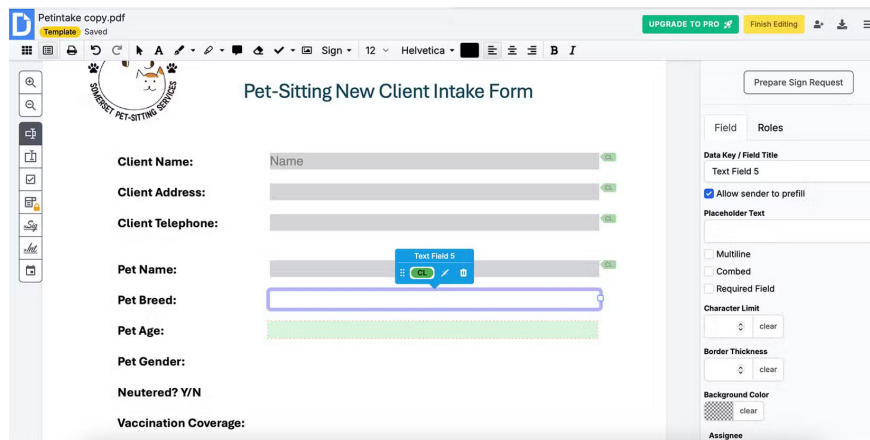 Petintake copy.pdf
Template Saved
UPGRADE TO PRO Finish Editing
A Sign 12 Helvetica B I
SOMERSET PET-SITTING SERVICES
Pet-Sitting New Client Intake Form
Prepare Sign Request
Field Roles
Client Name: Name CL
Data Key / Field Title
Text Field 5
Client Address: CL
Allow sender to prefill
Placeholder Text
Client Telephone: CL
Text Field 5
CL
Multiline
Pet Name: CL
Combed
Required Field
Pet Breed:
Character Limit
clear
Pet Age:
Border Thickness
clear
Pet Gender:
Background Color
clear
Neutered? Y/N
Vaccination Coverage:
Assignee
Sg
Int